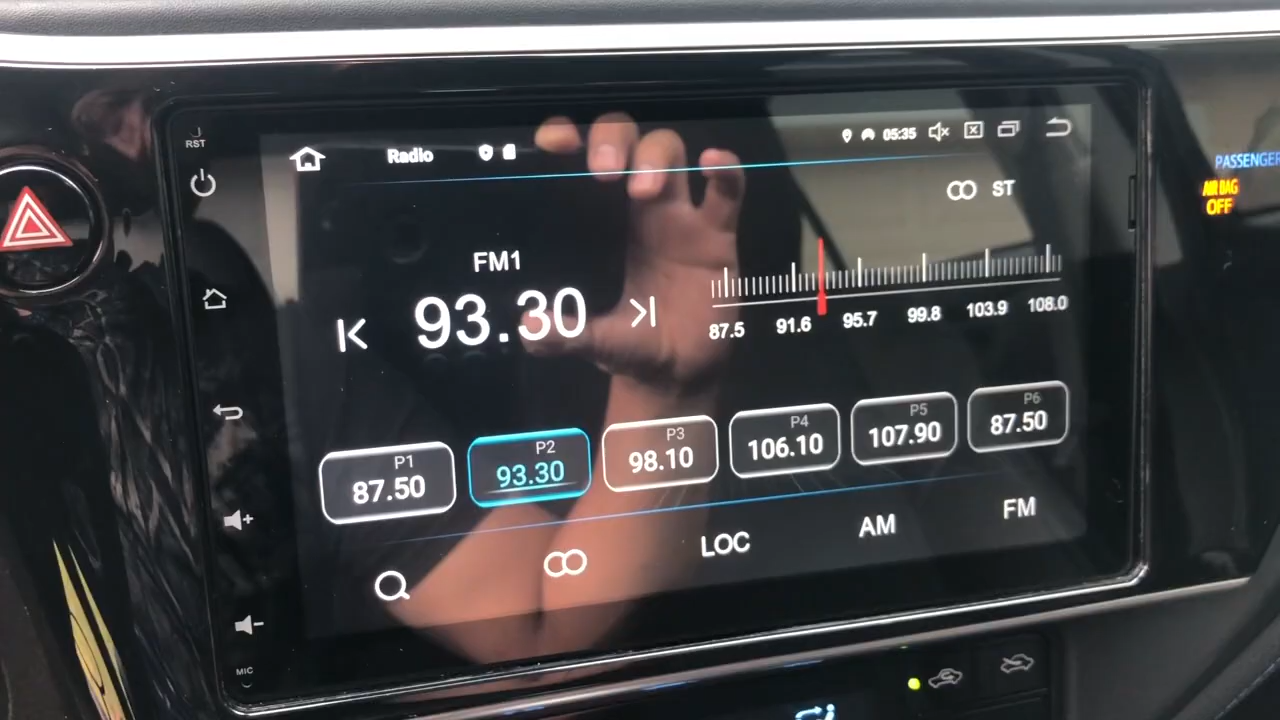 RST
Radio
05:35
PASSENGER
AIR BAG
OFF
ST
FM1
93.30
87.5 91.6 95.7 99.8 103.9 108.0
P1 P2 P3 P4 P5 P6
87.50 93.30 98.10 106.10 107.90 87.50
LOC AM FM
MIC